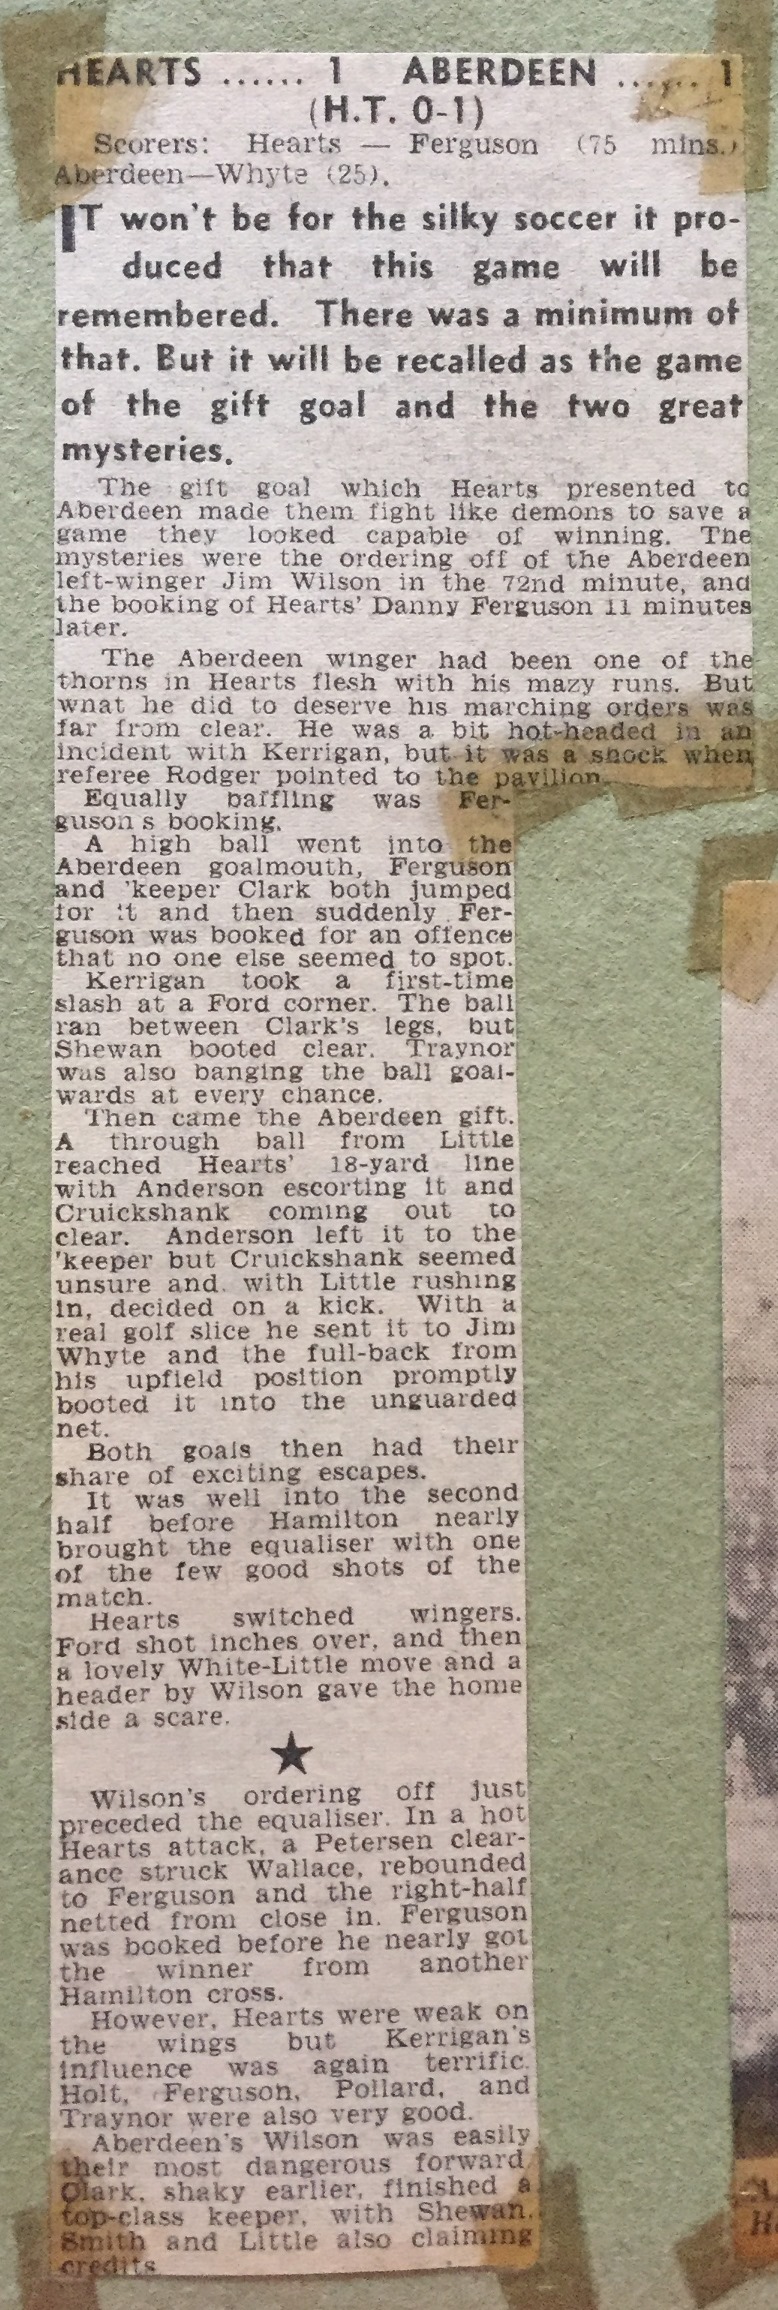 HEARTS ...... 1 ABERDEEN ...... 1
(H.T. 0-1)
Scorers: Hearts — Ferguson (75 mins.)
Aberdeen—Whyte (25).
IT won't be for the silky soccer it pro-
duced that this game will be
remembered. There was a minimum of
that. But it will be recalled as the game
of the gift goal and the two great
mysteries.
The gift goal which Hearts presented to
Aberdeen made them fight like demons to save a
game they looked capable of winning. The
mysteries were the ordering off of the Aberdeen
left-winger Jim Wilson in the 72nd minute, and
the booking of Hearts' Danny Ferguson 11 minutes
later.
The Aberdeen winger had been one of the
thorns in Hearts flesh with his mazy runs. But
what he did to deserve his marching orders was
far from clear. He was a bit hot-headed in an
incident with Kerrigan, but it was a shock when
referee Rodger pointed to the pavilion.
Equally baffling was Fer-
guson s booking.
A high ball went into the
Aberdeen goalmouth, Ferguson
and 'keeper Clark both jumped
for it and then suddenly Fer-
guson was booked for an offence
that no one else seemed to spot.
Kerrigan took a first-time
slash at a Ford corner. The ball
ran between Clark's legs, but
Shewan booted clear. Traynor
was also banging the ball goal-
wards at every chance.
Then came the Aberdeen gift.
A through ball from Little
reached Hearts' 18-yard line
with Anderson escorting it and
Cruickshank coming out to
clear. Anderson left it to the
'keeper but Cruickshank seemed
unsure and, with Little rushing
in, decided on a kick. With a
real golf slice he sent it to Jim
Whyte and the full-back from
his upfield position promptly
booted it into the unguarded
net.
Both goals then had their
share of exciting escapes.
It was well into the second
half before Hamilton nearly
brought the equaliser with one
of the few good shots of the
match.
Hearts switched wingers.
Ford shot inches over, and then
a lovely White-Little move and a
header by Wilson gave the home
side a scare.
★
Wilson's ordering off just
preceded the equaliser. In a hot
Hearts attack, a Petersen clear-
ance struck Wallace, rebounded
to Ferguson and the right-half
netted from close in. Ferguson
was booked before he nearly got
the winner from another
Hamilton cross.
However, Hearts were weak on
the wings but Kerrigan's
influence was again terrific.
Holt, Ferguson, Pollard, and
Traynor were also very good.
Aberdeen's Wilson was easily
their most dangerous forward
Clark, shaky earlier, finished a
top-class keeper, with Shewan.
Smith and Little also claiming
credits